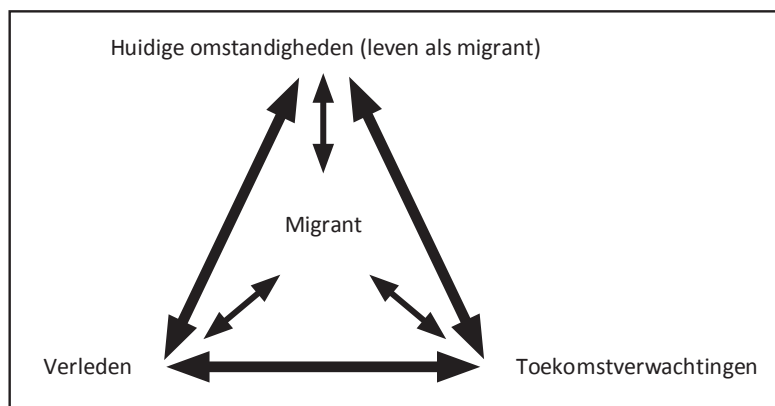 Huidige omstandigheden (leven als migrant)
Migrant
Verleden
Toekomstverwachtingen